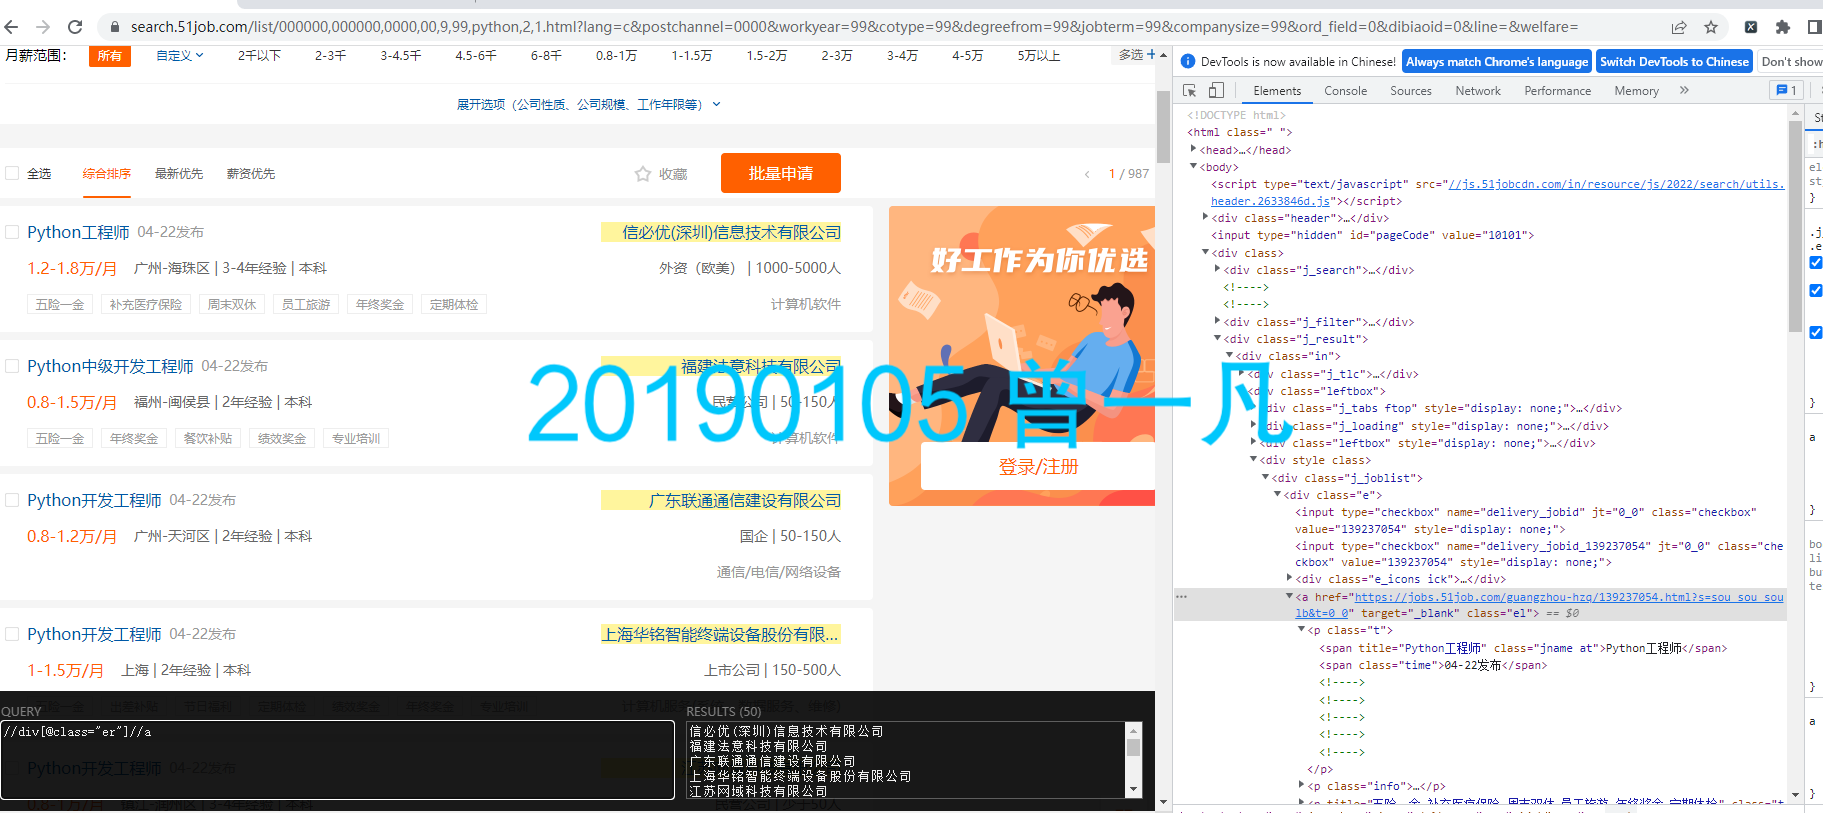 search.51job.com/list/000000,000000,0000,00,9,99,python,2,1.html?lang=c&postchannel=0000&workyear=99&cotype=99&degreefrom=99&jobterm=99&companysize=99&ord_field=0&dibiaoid=0&line=&welfare=
月薪范围： 所有 自定义 2千以下 2-3千 3-4.5千 4.5-6千 6-8千 0.8-1万 1-1.5万 1.5-2万 2-3万 3-4万 4-5万 5万以上 多选 +
展开选项（公司性质、公司规模、工作年限等）
全选 综合排序 最新优先 薪资优先 收藏 批量申请 1 / 987
Python工程师 04-22发布 信必优(深圳)信息技术有限公司
1.2-1.8万/月 广州-海珠区 | 3-4年经验 | 本科 外资（欧美） | 1000-5000人
五险一金 补充医疗保险 周末双休 员工旅游 年终奖金 定期体检 计算机软件
Python中级开发工程师 04-22发布 福建法意科技有限公司
0.8-1.5万/月 福州-闽侯县 | 2年经验 | 本科 民营公司 | 50-150人
五险一金 年终奖金 餐饮补贴 绩效奖金 专业培训 计算机软件
Python开发工程师 04-22发布 广东联通通信建设有限公司
0.8-1.2万/月 广州-天河区 | 2年经验 | 本科 国企 | 50-150人
通信/电信/网络设备
Python开发工程师 04-22发布 上海华铭智能终端设备股份有限...
1-1.5万/月 上海 | 2年经验 | 本科 上市公司 | 150-500人
好工作为你优选
登录/注册
20190105 曾一凡
QUERY
//div[@class="er"]//a
Python开发工程师 04-22发布
RESULTS (50)
信必优(深圳)信息技术有限公司
福建法意科技有限公司
广东联通通信建设有限公司
上海华铭智能终端设备股份有限公司
江苏网域科技有限公司
DevTools is now available in Chinese! Always match Chrome's language Switch DevTools to Chinese Don't show
Elements Console Sources Network Performance Memory » 1
<!DOCTYPE html>
<html class=" ">
<head>…</head>
<body>
<script type="text/javascript" src="//js.51jobcdn.com/in/resource/js/2022/search/utils.
header.2633846d.js"></script>
<div class="header">…</div>
<input type="hidden" id="pageCode" value="10101">
<div class>
<div class="j_search">…</div>
<!---->
<!---->
<div class="j_filter">…</div>
<div class="j_result">
<div class="in">
<div class="j_tlc">…</div>
<div class="leftbox">
<div class="j_tabs ftop" style="display: none;">…</div>
<div class="j_loading" style="display: none;">…</div>
<div class="leftbox" style="display: none;">…</div>
<div style class>
<div class="j_joblist">
<div class="e">
<input type="checkbox" name="delivery_jobid" jt="0_0" class="checkbox"
value="139237054" style="display: none;">
<input type="checkbox" name="delivery_jobid_139237054" jt="0_0" class="che
ckbox" value="139237054" style="display: none;">
<div class="e_icons ick">…</div>
<a href="https://jobs.51job.com/guangzhou-hzq/139237054.html?s=sou_sou_sou
lb&t=0_0" target="_blank" class="el"> == $0
<p class="t">
<span title="Python工程师" class="jname at">Python工程师</span>
<span class="time">04-22发布</span>
<!---->
<!---->
<!---->
<!---->
<!---->
</p>
<p class="info">…</p>